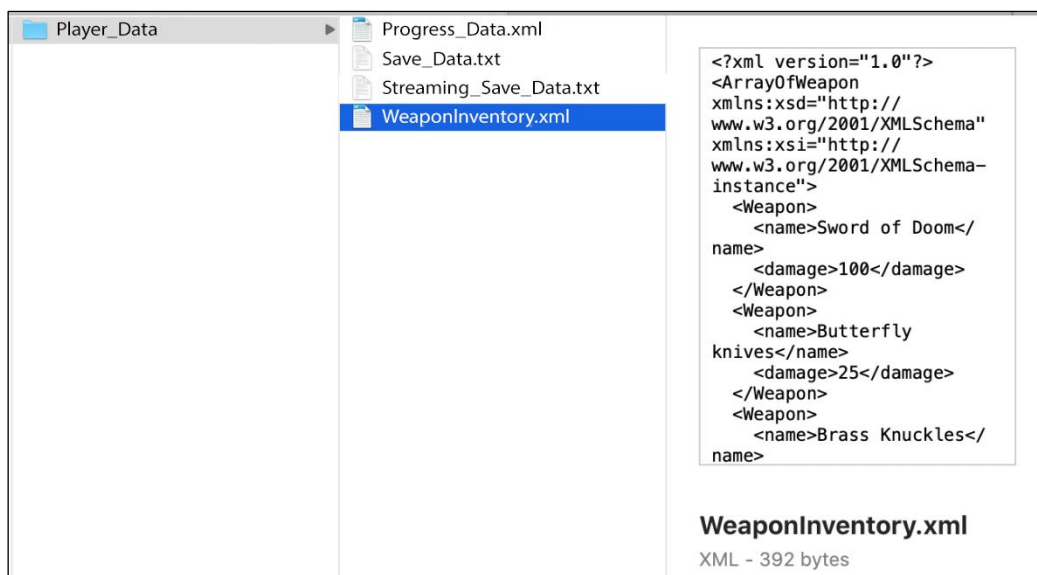 Player_Data
Progress_Data.xml
Save_Data.txt
Streaming_Save_Data.txt
WeaponInventory.xml
<?xml version="1.0"?>
<ArrayOfWeapon
xmlns:xsd="http://
www.w3.org/2001/XMLSchema"
xmlns:xsi="http://
www.w3.org/2001/XMLSchema-
instance">
  <Weapon>
    <name>Sword of Doom</
name>
    <damage>100</damage>
  </Weapon>
  <Weapon>
    <name>Butterfly
knives</name>
    <damage>25</damage>
  </Weapon>
  <Weapon>
    <name>Brass Knuckles</
name>
WeaponInventory.xml
XML - 392 bytes